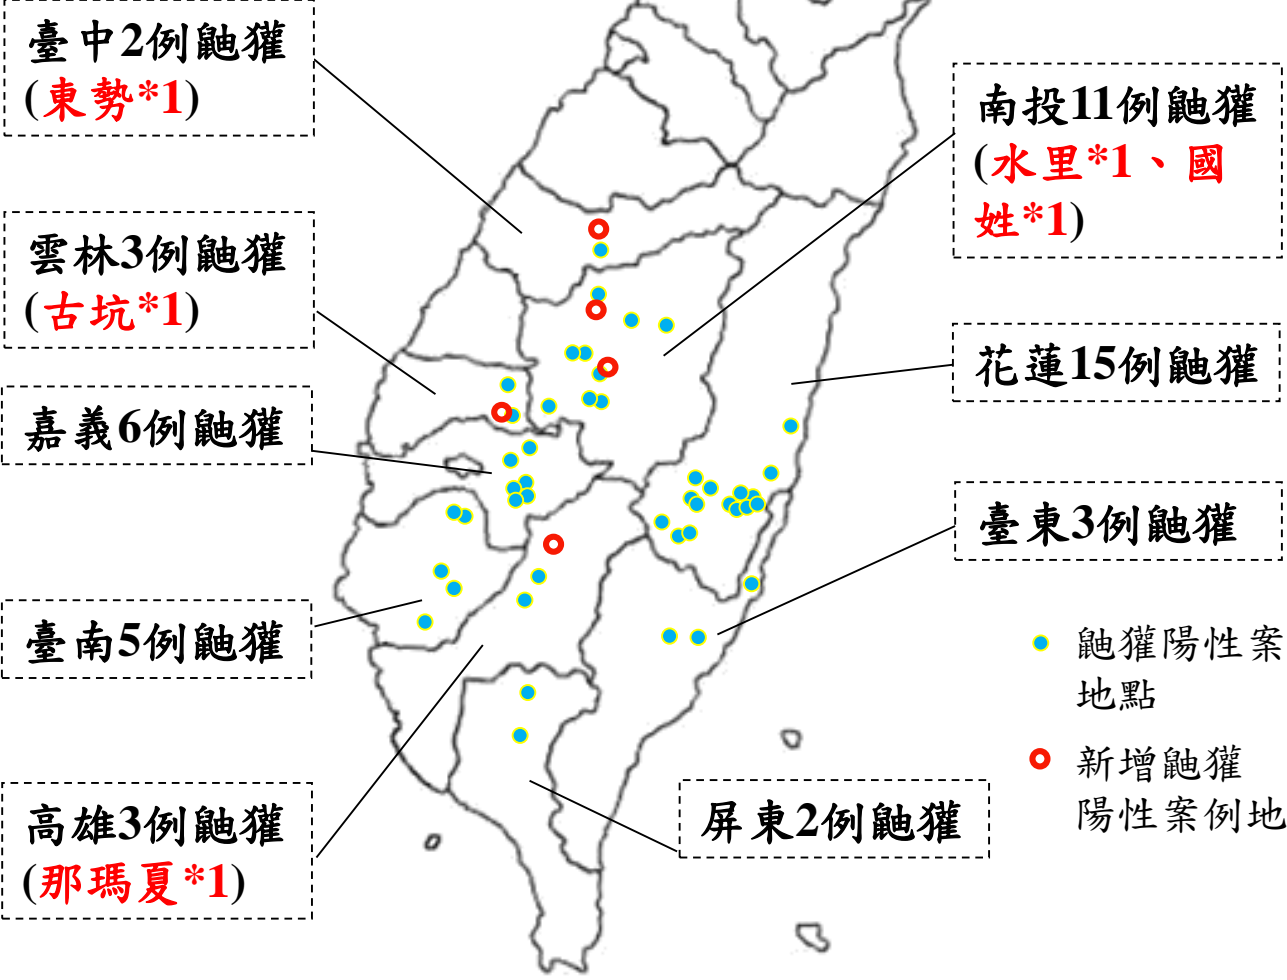 臺中2例鼬獾
(東勢*1)
南投11例鼬獾
(水里*1、國
姓*1)
雲林3例鼬獾
(古坑*1)
花蓮15例鼬獾
嘉義6例鼬獾
臺東3例鼬獾
臺南5例鼬獾
鼬獾陽性案
地點
新增鼬獾
陽性案例地
高雄3例鼬獾
(那瑪夏*1)
屏東2例鼬獾